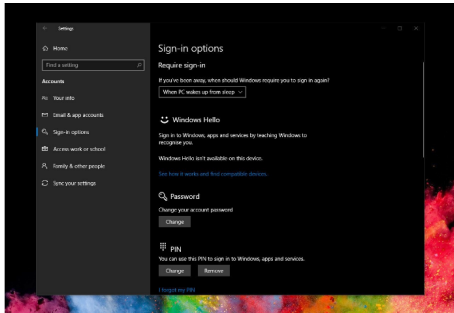 Settings
Home
Find a setting
Accounts
Your info
Email & app accounts
Sign-in options
Access work or school
Family & other people
Sync your settings
Sign-in options
Require sign-in
If you've been away, when should Windows require you to sign in again?
When PC wakes up from sleep
Windows Hello
Sign in to Windows, apps and services by teaching Windows to
recognise you.
Windows Hello isn't available on this device.
See how it works and find compatible devices.
Password
Change your account password
Change
PIN
You can use this PIN to sign in to Windows, apps and services.
Change Remove
I forgot my PIN